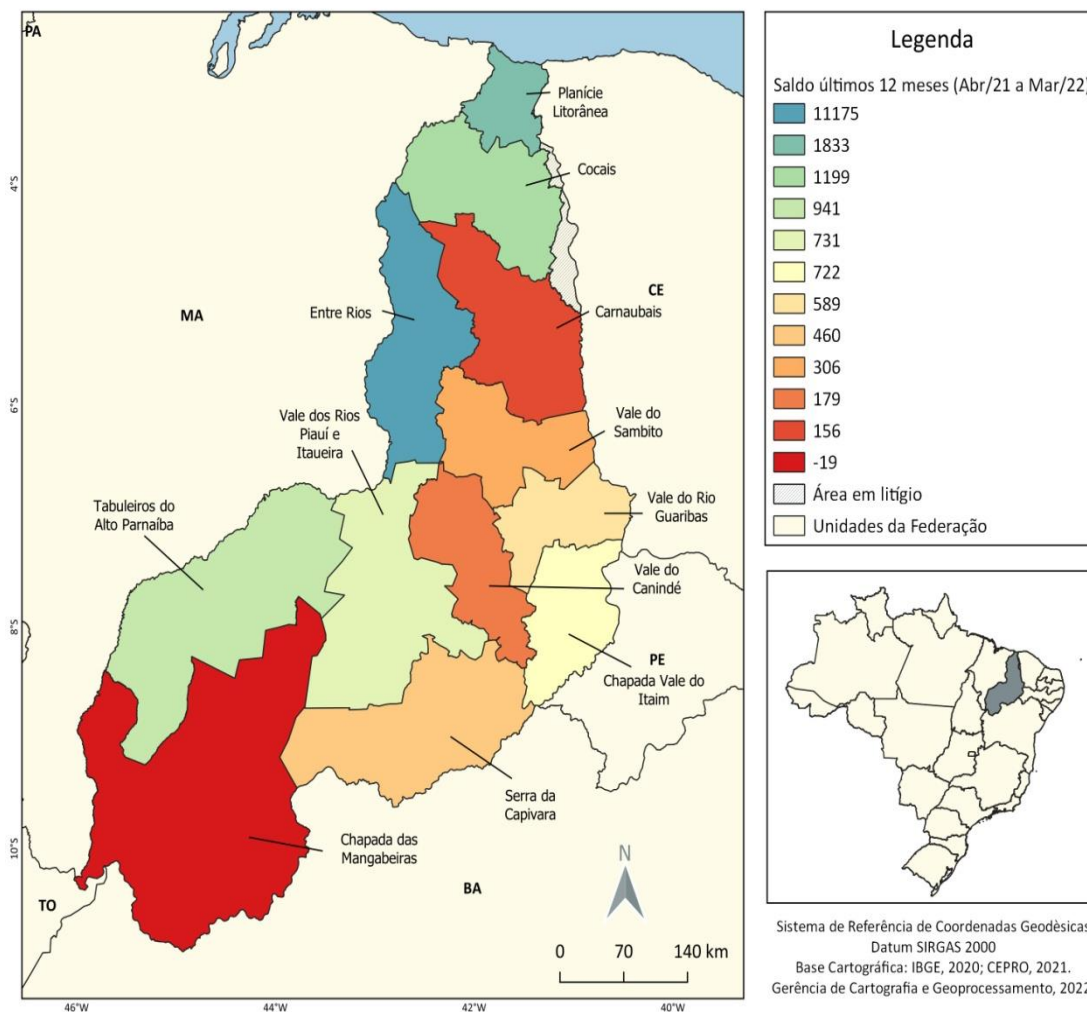 PA
Planície
Litorânea
Cocais
4°S
CE
MA
Entre Rios
Carnaubais
6°S
Vale dos Rios
Piauí e
Itaueira
Vale do
Sambito
Tabuleiros do
Alto Parnaíba
Vale do Rio
Guaribas
Vale do
Canindé
8°S
PE
Chapada Vale do
Itaim
Serra da
Capivara
10°S
Chapada das
Mangabeiras
TO
BA
N
0 70 140 km
46°W 44°W 42°W 40°W
Legenda
Saldo últimos 12 meses (Abr/21 a Mar/22)
11175
1833
1199
941
731
722
589
460
306
179
156
-19
Área em litígio
Unidades da Federação
Sistema de Referência de Coordenadas Geodèsicas
Datum SIRGAS 2000
Base Cartográfica: IBGE, 2020; CEPRO, 2021.
Gerência de Cartografia e Geoprocessamento, 2022